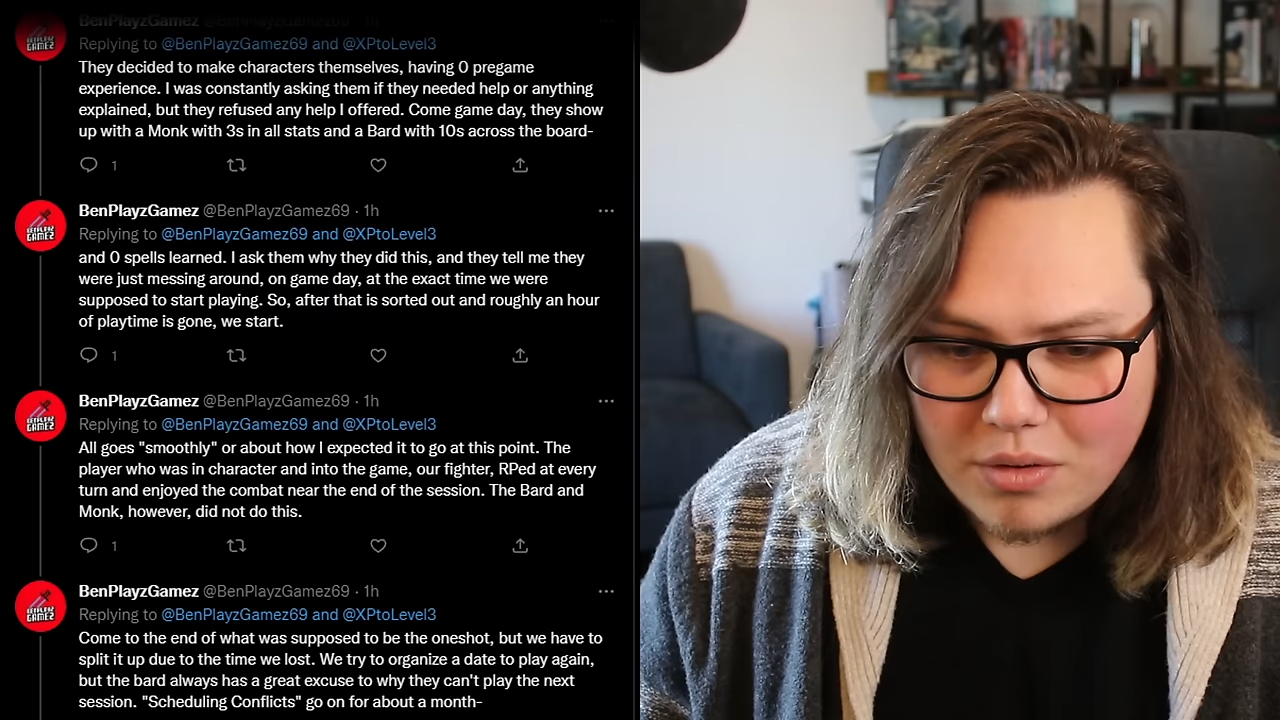 BenPlayzGamez @BenPlayzGamez69 · 1h
Replying to @BenPlayzGamez69 and @XPtoLevel3
They decided to make characters themselves, having 0 pregame
experience. I was constantly asking them if they needed help or anything
explained, but they refused any help I offered. Come game day, they show
up with a Monk with 3s in all stats and a Bard with 10s across the board-
1
BenPlayzGamez @BenPlayzGamez69 · 1h
Replying to @BenPlayzGamez69 and @XPtoLevel3
and 0 spells learned. I ask them why they did this, and they tell me they
were just messing around, on game day, at the exact time we were
supposed to start playing. So, after that is sorted out and roughly an hour
of playtime is gone, we start.
1
BenPlayzGamez @BenPlayzGamez69 · 1h
Replying to @BenPlayzGamez69 and @XPtoLevel3
All goes "smoothly" or about how I expected it to go at this point. The
player who was in character and into the game, our fighter, RPed at every
turn and enjoyed the combat near the end of the session. The Bard and
Monk, however, did not do this.
1
BenPlayzGamez @BenPlayzGamez69 · 1h
Replying to @BenPlayzGamez69 and @XPtoLevel3
Come to the end of what was supposed to be the oneshot, but we have to
split it up due to the time we lost. We try to organize a date to play again,
but the bard always has a great excuse to why they can't play the next
session. "Scheduling Conflicts" go on for about a month-